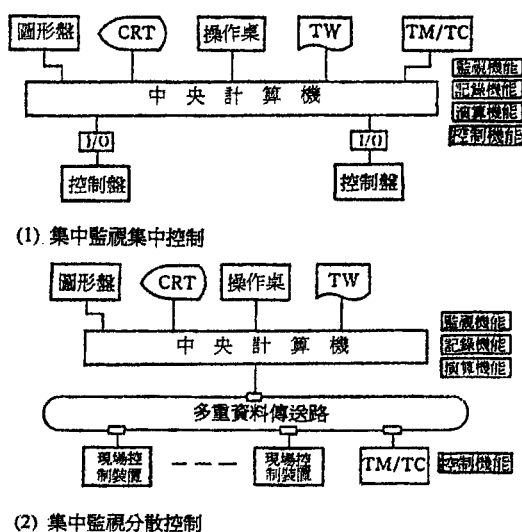 圖形盤
CRT
操作桌
TW
TM/TC
中央計算機
監視機能
記錄機能
演算機能
控制機能
I/O
I/O
控制盤
控制盤
(1) 集中監視集中控制
圖形盤
CRT
操作桌
TW
中央計算機
監視機能
記錄機能
演算機能
多重資料傳送路
現場控
制裝置
現場控
制裝置
TM/TC
控制機能
(2) 集中監視分散控制